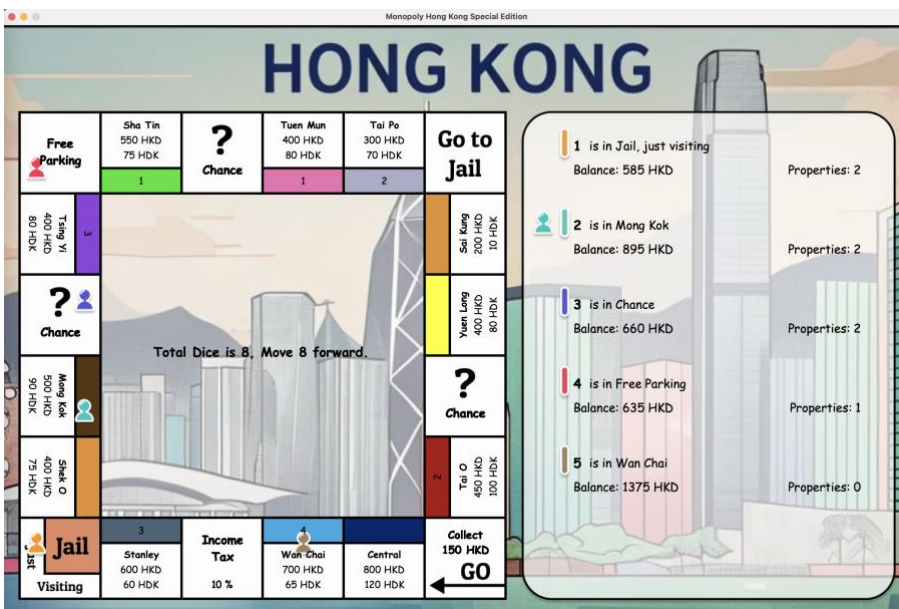 Monopoly Hong Kong Special Edition
HONG KONG
Free
Parking
Sha Tin
550 HKD
75 HDK
1
?
Chance
Tuen Mun
400 HKD
80 HDK
1
Tai Po
300 HKD
70 HDK
2
Go to
Jail
Tsing Yi
400 HKD
80 HDK
3
Sai Kung
200 HKD
10 HDK
?
Chance
Yuen Long
400 HKD
80 HDK
Total Dice is 8, Move 8 forward.
Mong Kok
500 HKD
90 HDK
?
Chance
Shek O
400 HKD
75 HDK
2
Tai O
450 HKD
100 HDK
Jail
Visiting
3
Stanley
600 HKD
60 HDK
Income
Tax
10 %
4
Wan Chai
700 HKD
65 HDK
Central
800 HKD
120 HDK
Collect
150 HKD
GO
1 is in Jail, just visiting
Balance: 585 HKD Properties: 2
2 is in Mong Kok
Balance: 895 HKD Properties: 2
3 is in Chance
Balance: 660 HKD Properties: 2
4 is in Free Parking
Balance: 635 HKD Properties: 1
5 is in Wan Chai
Balance: 1375 HKD Properties: 0